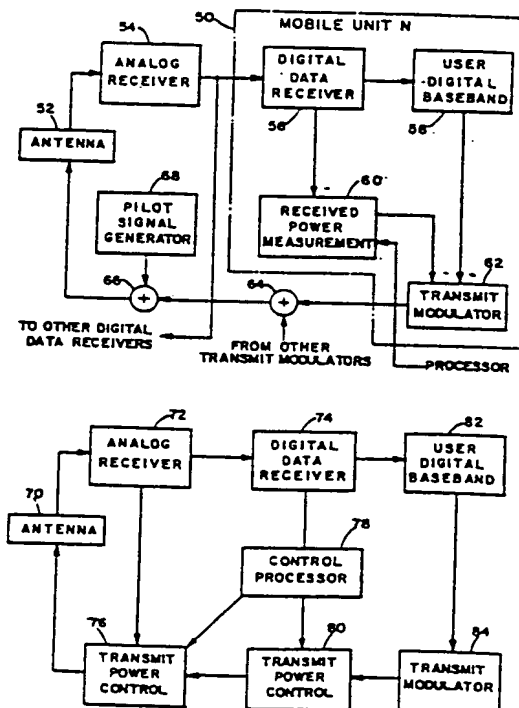 50
MOBILE UNIT N
54
ANALOG
RECEIVER
DIGITAL
DATA
RECEIVER
56
USER
DIGITAL
BASEBAND
58
52
ANTENNA
68
PILOT
SIGNAL
GENERATOR
60
RECEIVED
POWER
MEASUREMENT
62
TRANSMIT
MODULATOR
66
+
64
+
TO OTHER DIGITAL
DATA RECEIVERS
FROM OTHER
TRANSMIT MODULATORS
PROCESSOR
72
ANALOG
RECEIVER
74
DIGITAL
DATA
RECEIVER
82
USER
DIGITAL
BASEBAND
70
ANTENNA
78
CONTROL
PROCESSOR
76
TRANSMIT
POWER
CONTROL
80
TRANSMIT
POWER
CONTROL
84
TRANSMIT
MODULATOR